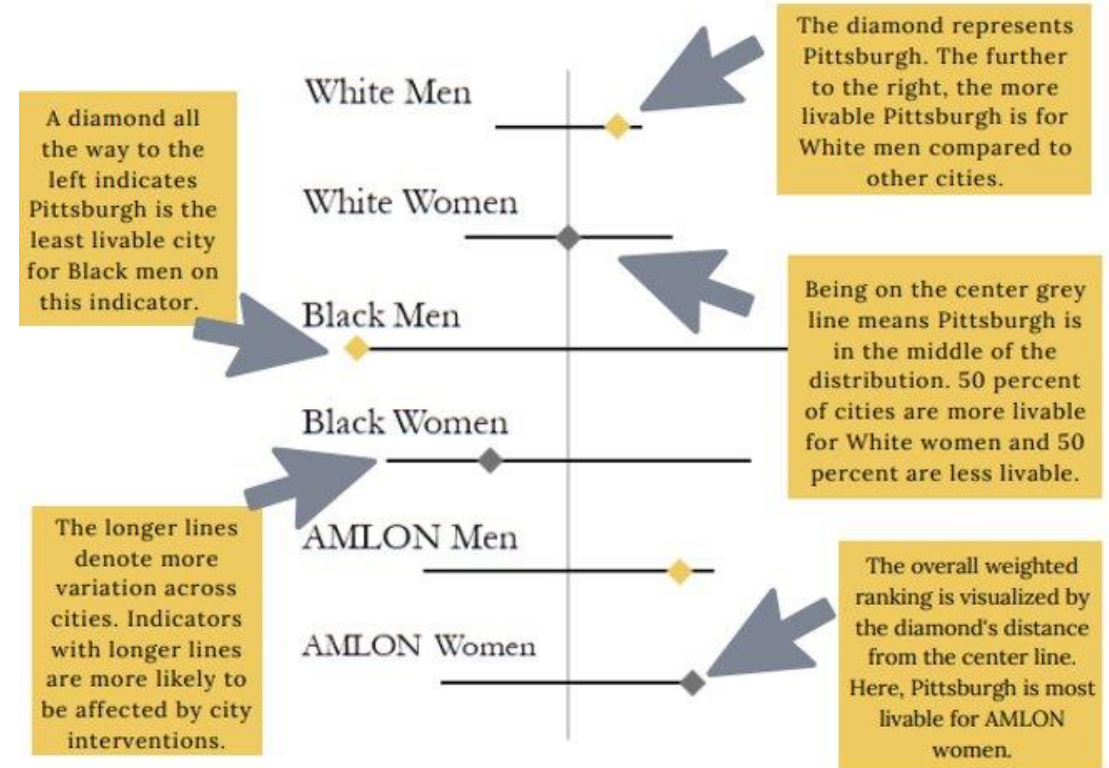 The diamond represents
Pittsburgh. The further
to the right, the more
livable Pittsburgh is for
White men compared to
other cities.
White Men
A diamond all
the way to the
left indicates
Pittsburgh is the
least livable city
for Black men on
this indicator.
White Women
Being on the center grey
line means Pittsburgh is
in the middle of the
distribution. 50 percent
of cities are more livable
for White women and 50
percent are less livable.
Black Men
Black Women
The longer lines
denote more
variation across
cities. Indicators
with longer lines
are more likely to
be affected by city
interventions.
AMLON Men
The overall weighted
ranking is visualized by
the diamond's distance
from the center line.
Here, Pittsburgh is most
livable for AMLON
women.
AMLON Women